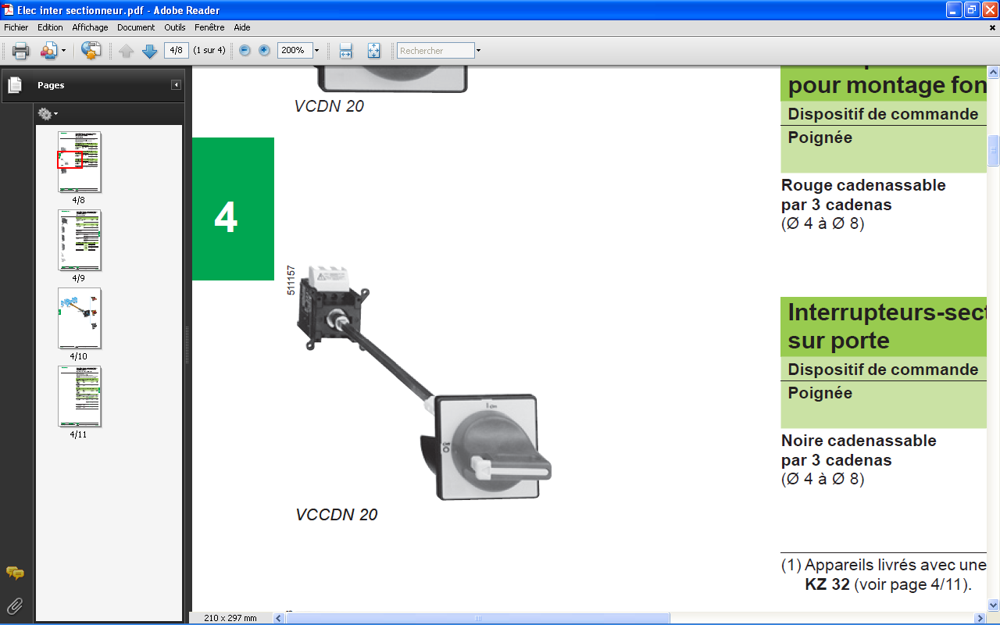 Elec inter sectionneur.pdf - Adobe Reader
Fichier Edition Affichage Document Outils Fenêtre Aide
4/8 (1 sur 4) 200% Rechercher
Pages
4/8
4/9
4/10
4/11
VCDN 20
4
511157
VCCDN 20
pour montage fon
Dispositif de commande
Poignée
Rouge cadenassable
par 3 cadenas
(Ø 4 à Ø 8)
Interrupteurs-sect
sur porte
Dispositif de commande
Poignée
Noire cadenassable
par 3 cadenas
(Ø 4 à Ø 8)
(1) Appareils livrés avec une
KZ 32 (voir page 4/11).
210 x 297 mm